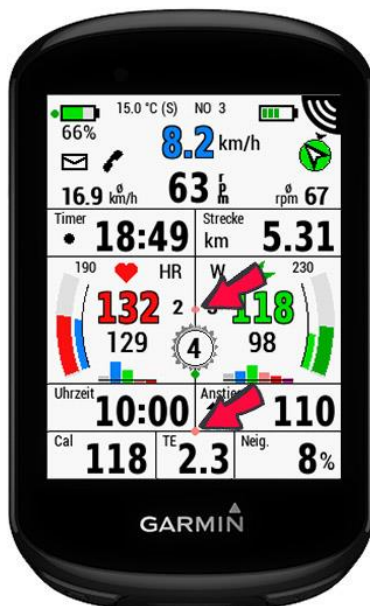 15.0 °C (S) NO 3
66%
8.2 km/h
16.9 ø km/h 63 rpm ø rpm 67
Timer 18:49 Strecke km 5.31
190 HR W 230
132 2 118
129 4 98
Uhrzeit 10:00 110
Cal 118 TE 2.3 Neig. 8%
GARMIN